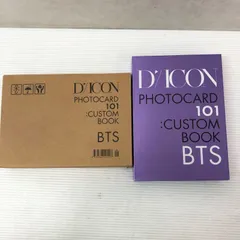 D'ICON
PHOTOCARD
101
:CUSTOM
BOOK
BTS
D'ICON
PHOTOCARD
101
:CUSTOM
BOOK
BTS